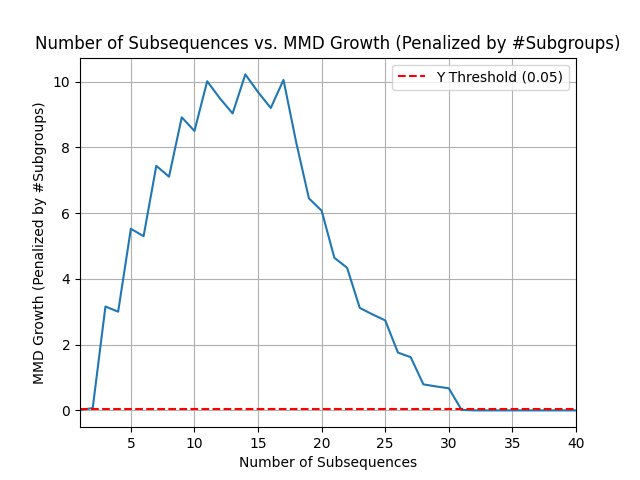 Number of Subsequences vs. MMD Growth (Penalized by #Subgroups)
Y Threshold (0.05)
MMD Growth (Penalized by #Subgroups)
10
8
6
4
2
0
5 10 15 20 25 30 35 40
Number of Subsequences